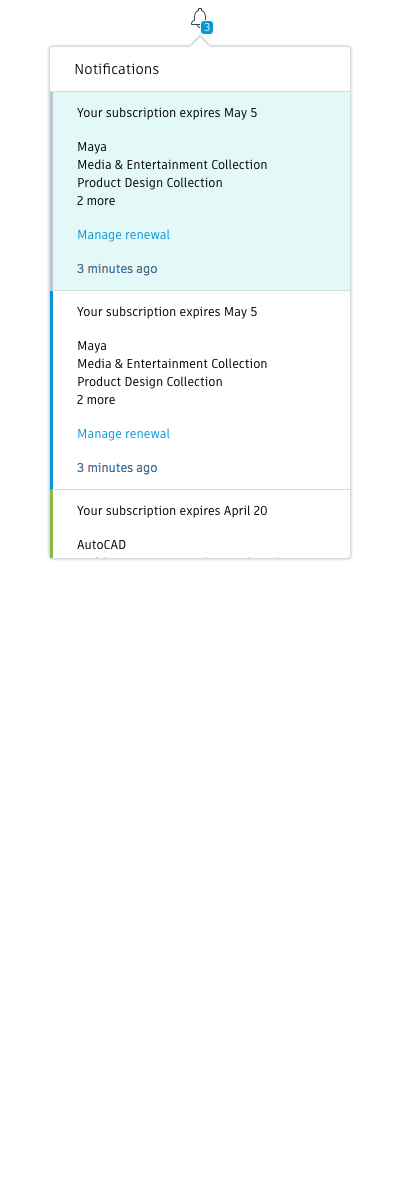 3
Notifications
Your subscription expires May 5
Maya
Media & Entertainment Collection
Product Design Collection
2 more
Manage renewal
3 minutes ago
Your subscription expires May 5
Maya
Media & Entertainment Collection
Product Design Collection
2 more
Manage renewal
3 minutes ago
Your subscription expires April 20
AutoCAD